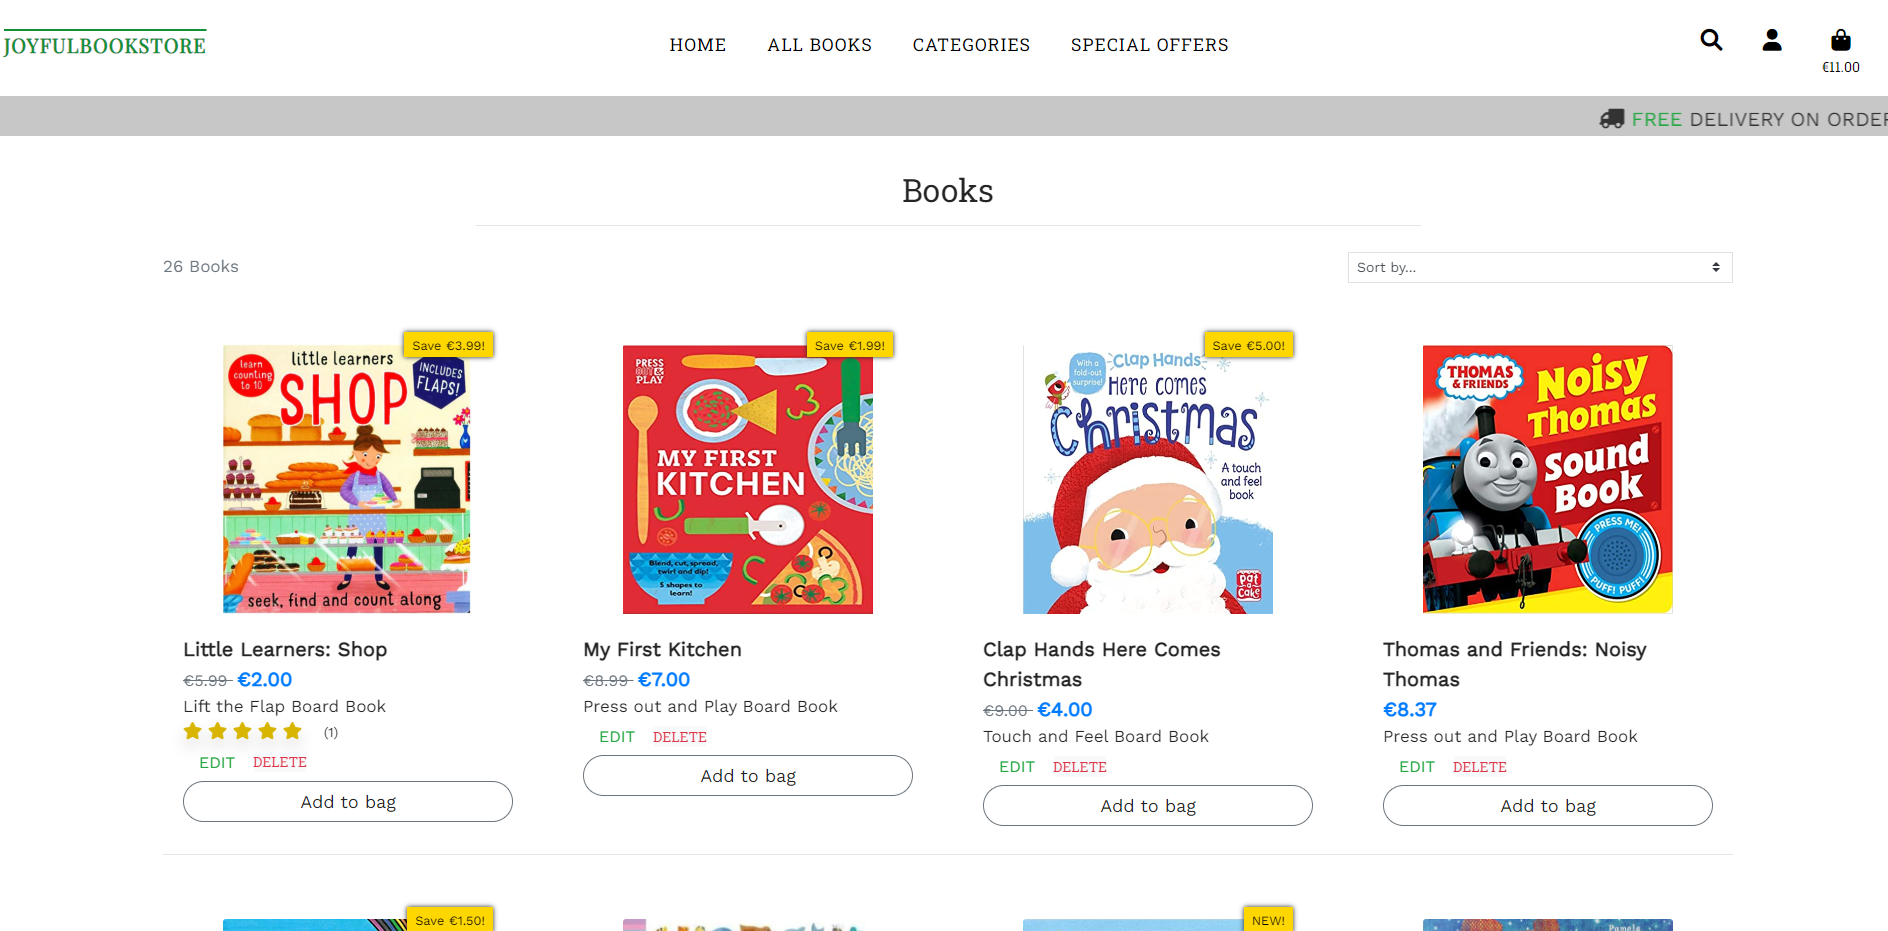 JOYFULBOOKSTORE
HOME ALL BOOKS CATEGORIES SPECIAL OFFERS
€11.00
FREE DELIVERY ON ORDER
Books
26 Books
Sort by...
Save €3.99!
learn
counting
to 10
little learners
SHOP
INCLUDES
FLAPS!
seek, find and count along
Save €1.99!
PRESS
OUT &
PLAY
MY FIRST
KITCHEN
Blend, cut, spread,
twirl and dip!
5 shapes to
learn!
Save €5.00!
With a
fold-out
surprise!
Clap Hands
Here comes
Christmas
A touch
and feel
book
pat
a
cake
THOMAS
& FRIENDS
Noisy
Thomas
Sound
Book
PRESS ME!
PUFF! PUFF!
Little Learners: Shop
€5.99 €2.00
Lift the Flap Board Book
(1)
EDIT DELETE
Add to bag
My First Kitchen
€8.99 €7.00
Press out and Play Board Book
EDIT DELETE
Add to bag
Clap Hands Here Comes
Christmas
€9.00 €4.00
Touch and Feel Board Book
EDIT DELETE
Add to bag
Thomas and Friends: Noisy
Thomas
€8.37
Press out and Play Board Book
EDIT DELETE
Add to bag
Save €1.50!
NEW!
Pamela